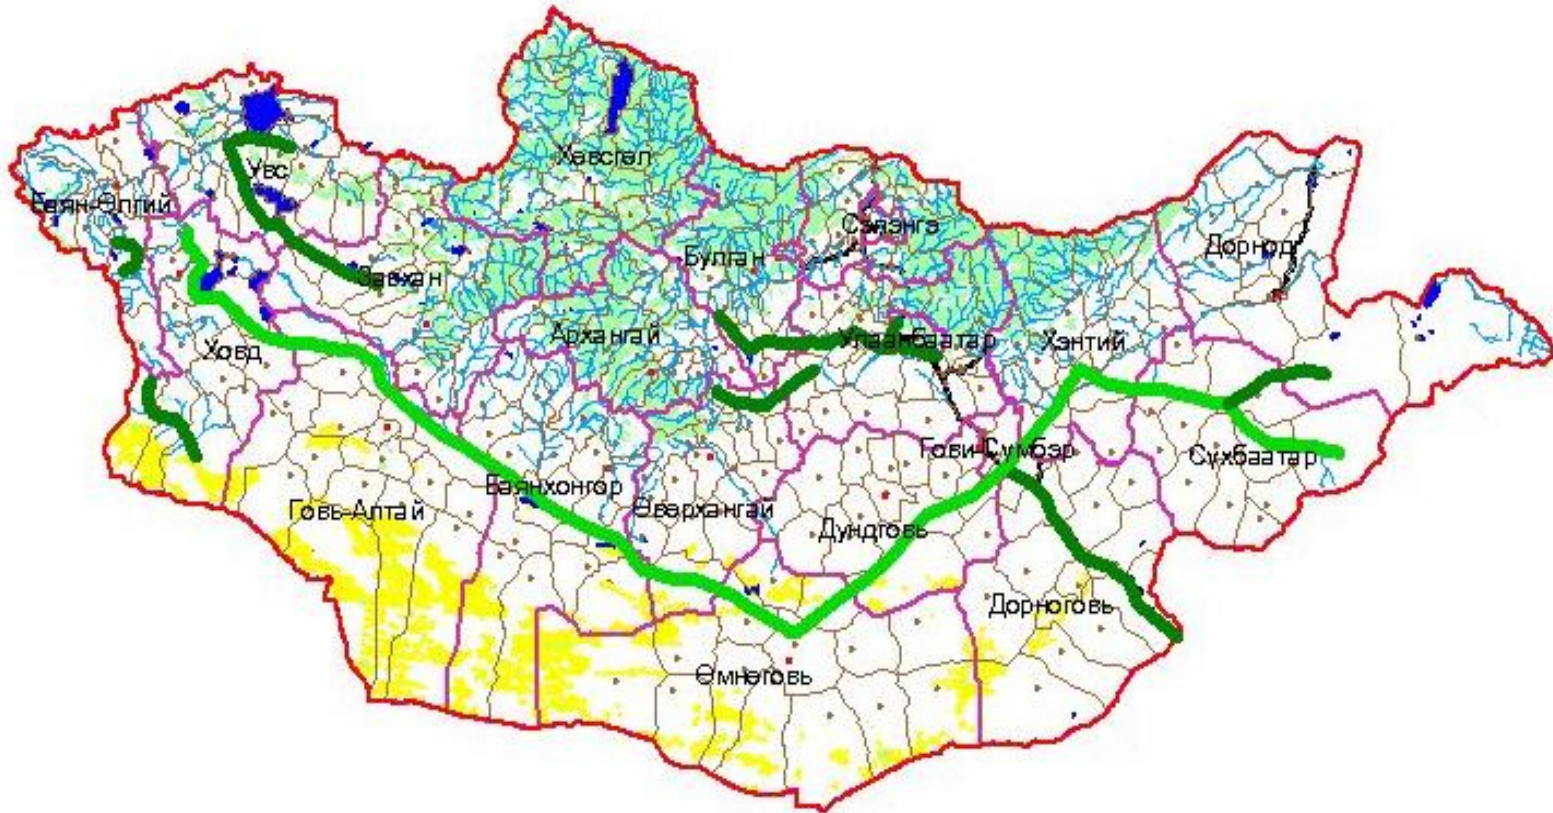 Хөвсгөл
Увс
Баян-Өлгий
Сэлэнгэ
Дорнод
Булган
Завхан
Архангай
Улаанбаатар
Хэнтий
Ховд
Говь-Сүмбэр
Сүхбаатар
Баянхонгор
Говь-Алтай
Өвөрхангай
Дундговь
Дорноговь
Өмнөговь